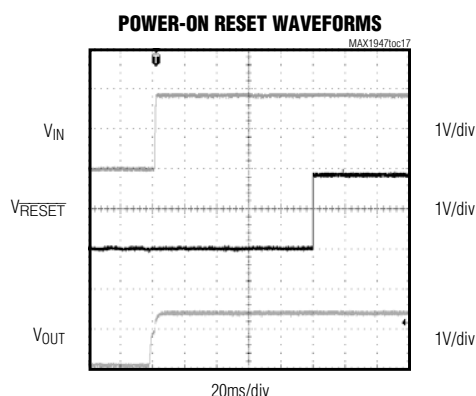 POWER-ON RESET WAVEFORMS
MAX1947toc17
VIN 1V/div
VRESET 1V/div
VOUT 1V/div
20ms/div